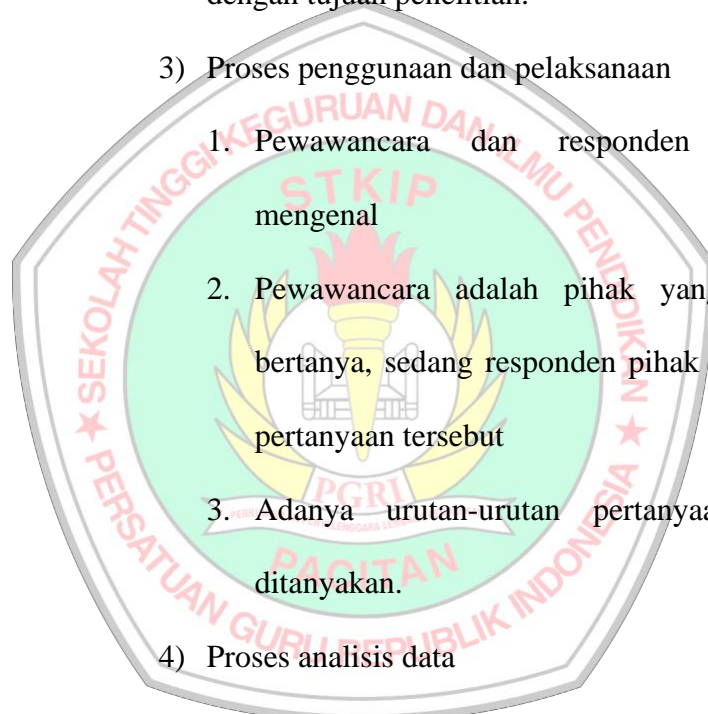 dengan tujuan penelitian.
3) Proses penggunaan dan pelaksanaan
1. Pewawancara dan responden
mengenal
2. Pewawancara adalah pihak yang
bertanya, sedang responden pihak
pertanyaan tersebut
3. Adanya urutan-urutan pertanyaa
ditanyakan.
4) Proses analisis data
SEKOLAH TINGGI KEGURUAN DAN ILMU PENDIDIKAN
STKIP
PGRI
PACITAN
PERSATUAN GURU REPUBLIK INDONESIA